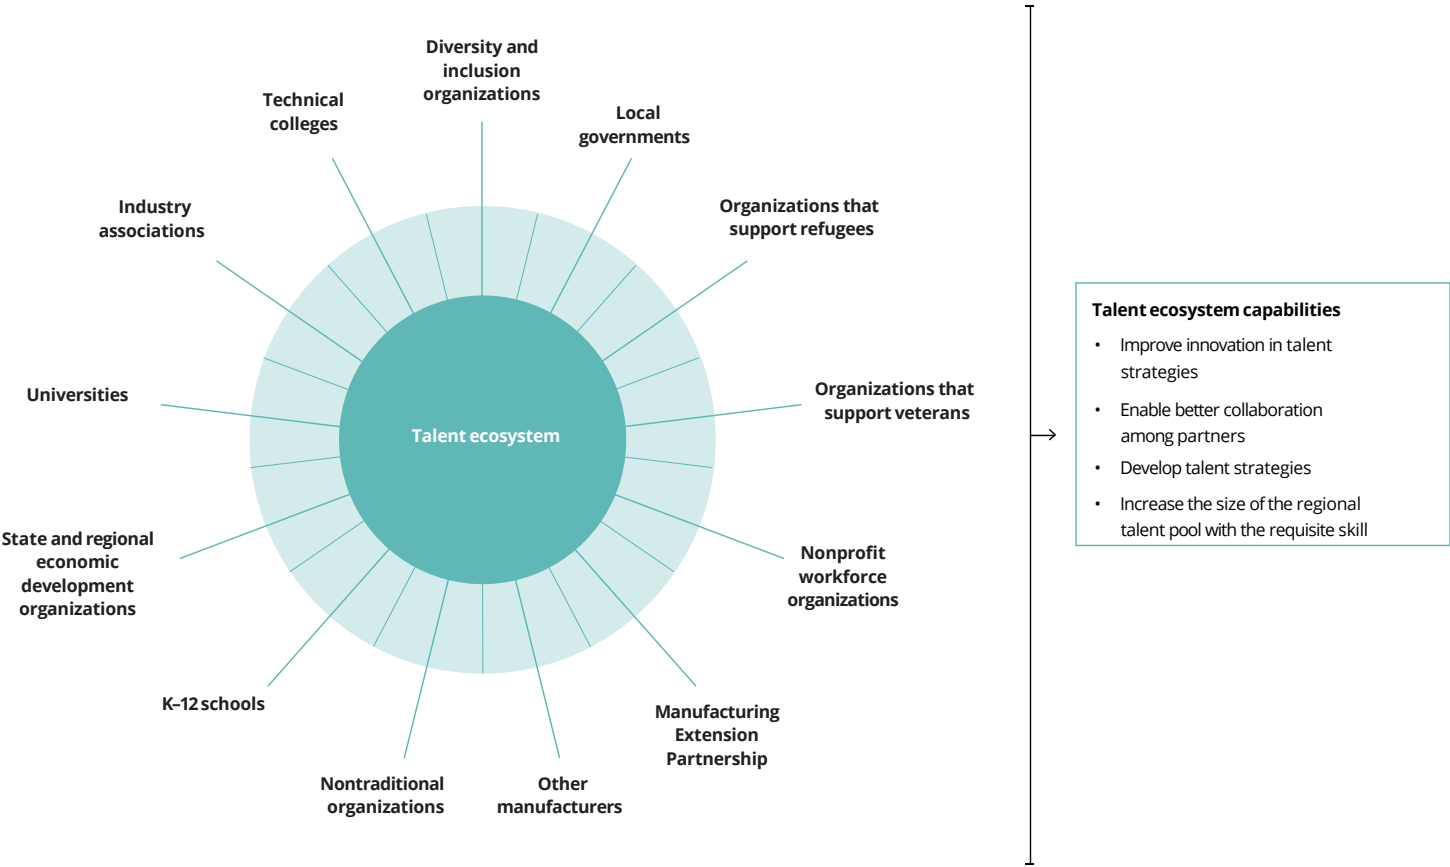 Diversity and
inclusion
organizations
Local
governments
Organizations that
support refugees
Organizations that
support veterans
Nonprofit
workforce
organizations
Manufacturing
Extension
Partnership
Other
manufacturers
Nontraditional
organizations
K–12 schools
State and regional
economic
development
organizations
Universities
Industry
associations
Technical
colleges
Talent ecosystem
Talent ecosystem capabilities
• Improve innovation in talent
strategies
• Enable better collaboration
among partners
• Develop talent strategies
• Increase the size of the regional
talent pool with the requisite skill